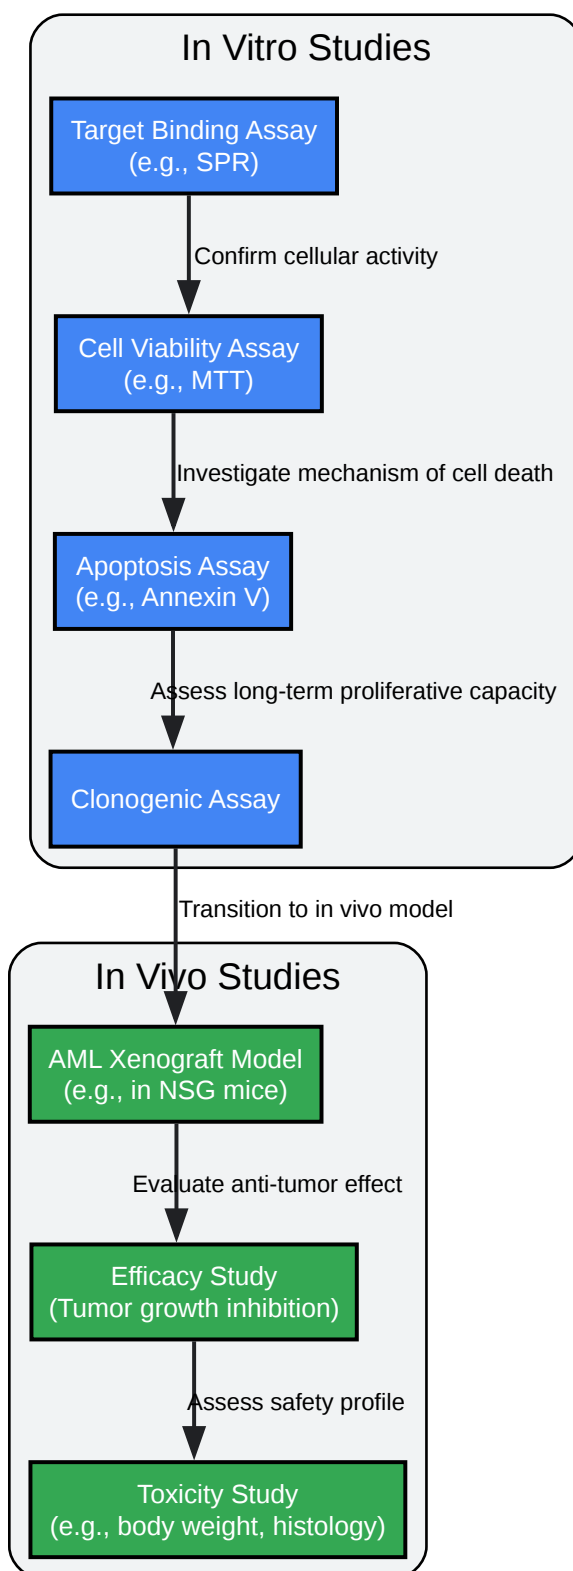 In Vitro Studies
Target Binding Assay
(e.g., SPR)
Confirm cellular activity
Cell Viability Assay
(e.g., MTT)
Investigate mechanism of cell death
Apoptosis Assay
(e.g., Annexin V)
Assess long-term proliferative capacity
Clonogenic Assay
Transition to in vivo model
In Vivo Studies
AML Xenograft Model
(e.g., in NSG mice)
Evaluate anti-tumor effect
Efficacy Study
(Tumor growth inhibition)
Assess safety profile
Toxicity Study
(e.g., body weight, histology)